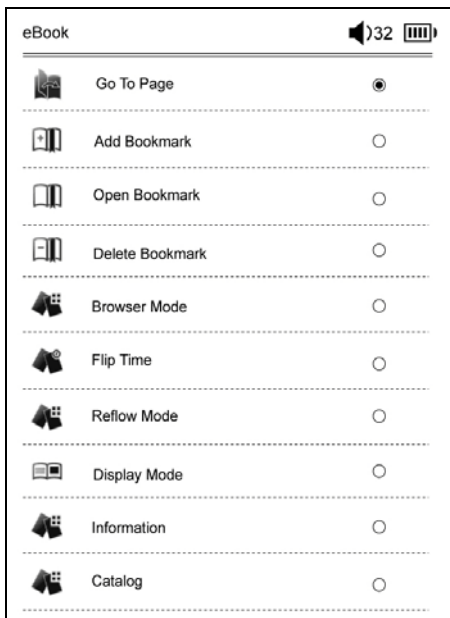 eBook 32
Go To Page
Add Bookmark
Open Bookmark
Delete Bookmark
Browser Mode
Flip Time
Reflow Mode
Display Mode
Information
Catalog